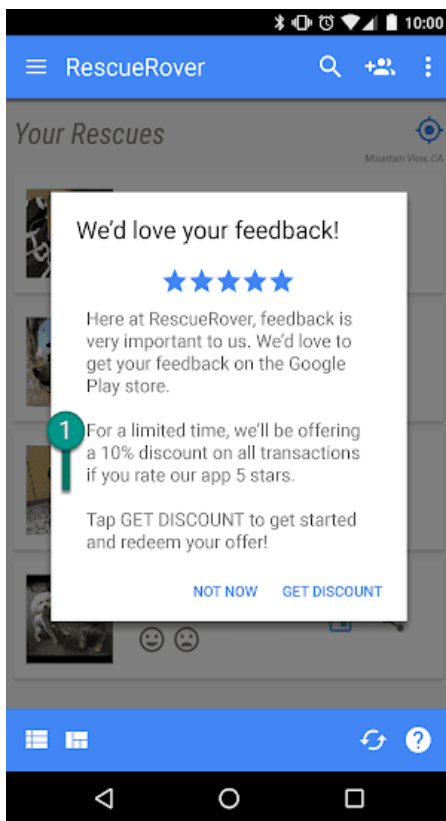 10:00
RescueRover
Your Rescues
Mountain View, CA
We'd love your feedback!
Here at RescueRover, feedback is
very important to us. We'd love to
get your feedback on the Google
Play store.
1
For a limited time, we'll be offering
a 10% discount on all transactions
if you rate our app 5 stars.
Tap GET DISCOUNT to get started
and redeem your offer!
NOT NOW GET DISCOUNT
?